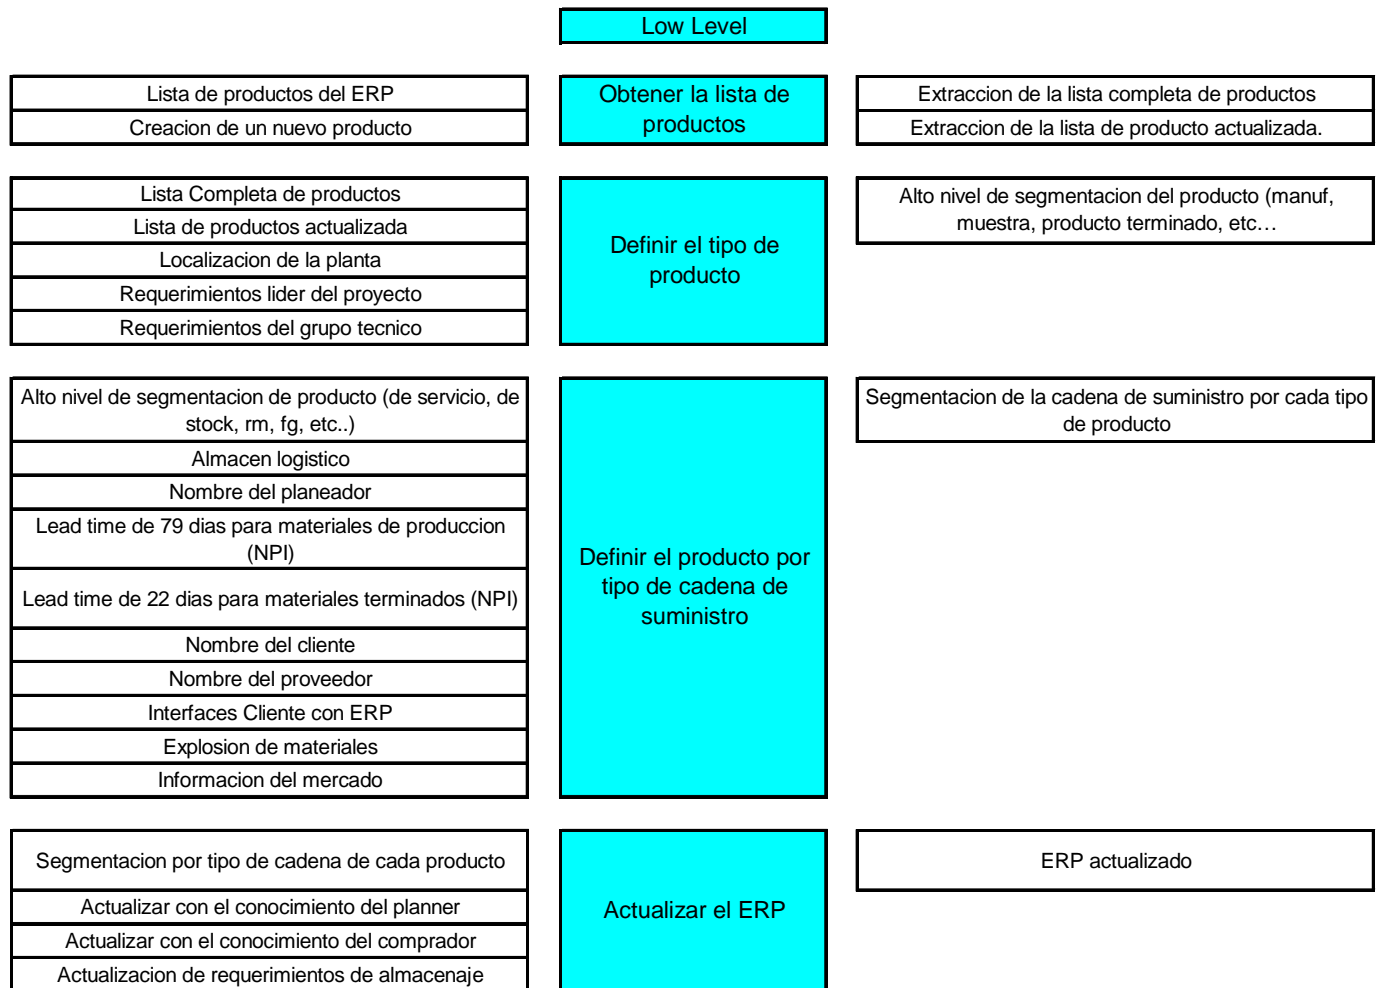 Low Level
Lista de productos del ERP
Creacion de un nuevo producto
Obtener la lista de
productos
Extraccion de la lista completa de productos
Extraccion de la lista de producto actualizada.
Lista Completa de productos
Lista de productos actualizada
Localizacion de la planta
Requerimientos lider del proyecto
Requerimientos del grupo tecnico
Definir el tipo de
producto
Alto nivel de segmentacion del producto (manuf,
muestra, producto terminado, etc…
Alto nivel de segmentacion de producto (de servicio, de
stock, rm, fg, etc..)
Almacen logistico
Nombre del planeador
Lead time de 79 dias para materiales de produccion
(NPI)
Lead time de 22 dias para materiales terminados (NPI)
Nombre del cliente
Nombre del proveedor
Interfaces Cliente con ERP
Explosion de materiales
Informacion del mercado
Definir el producto por
tipo de cadena de
suministro
Segmentacion de la cadena de suministro por cada tipo
de producto
Segmentacion por tipo de cadena de cada producto
Actualizar con el conocimiento del planner
Actualizar con el conocimiento del comprador
Actualizacion de requerimientos de almacenaje
Actualizar el ERP
ERP actualizado